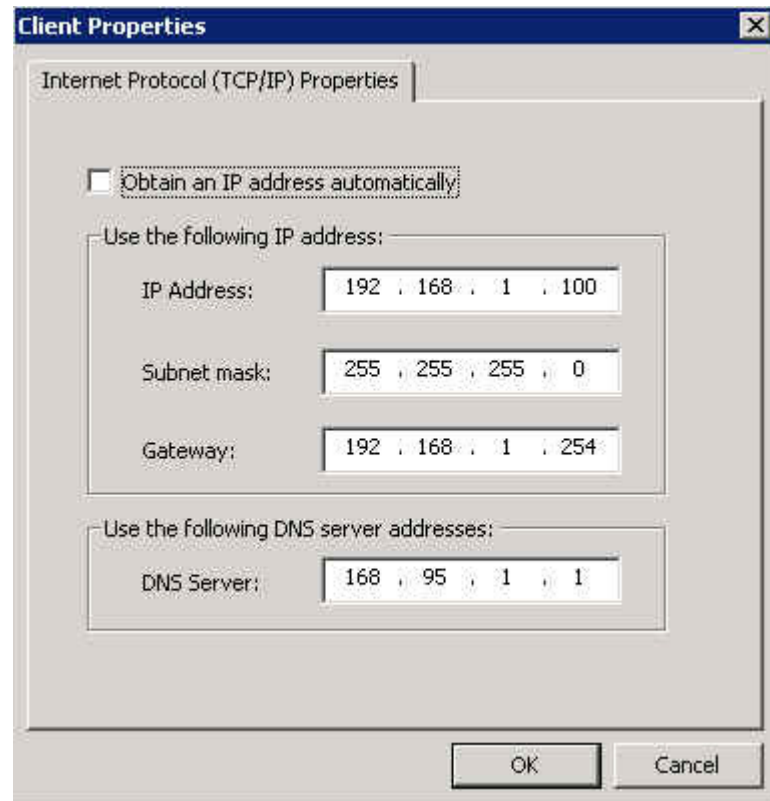 Client Properties
Internet Protocol (TCP/IP) Properties
Obtain an IP address automatically
Use the following IP address:
IP Address: 192 . 168 . 1 . 100
Subnet mask: 255 . 255 . 255 . 0
Gateway: 192 . 168 . 1 . 254
Use the following DNS server addresses:
DNS Server: 168 . 95 . 1 . 1
OK Cancel